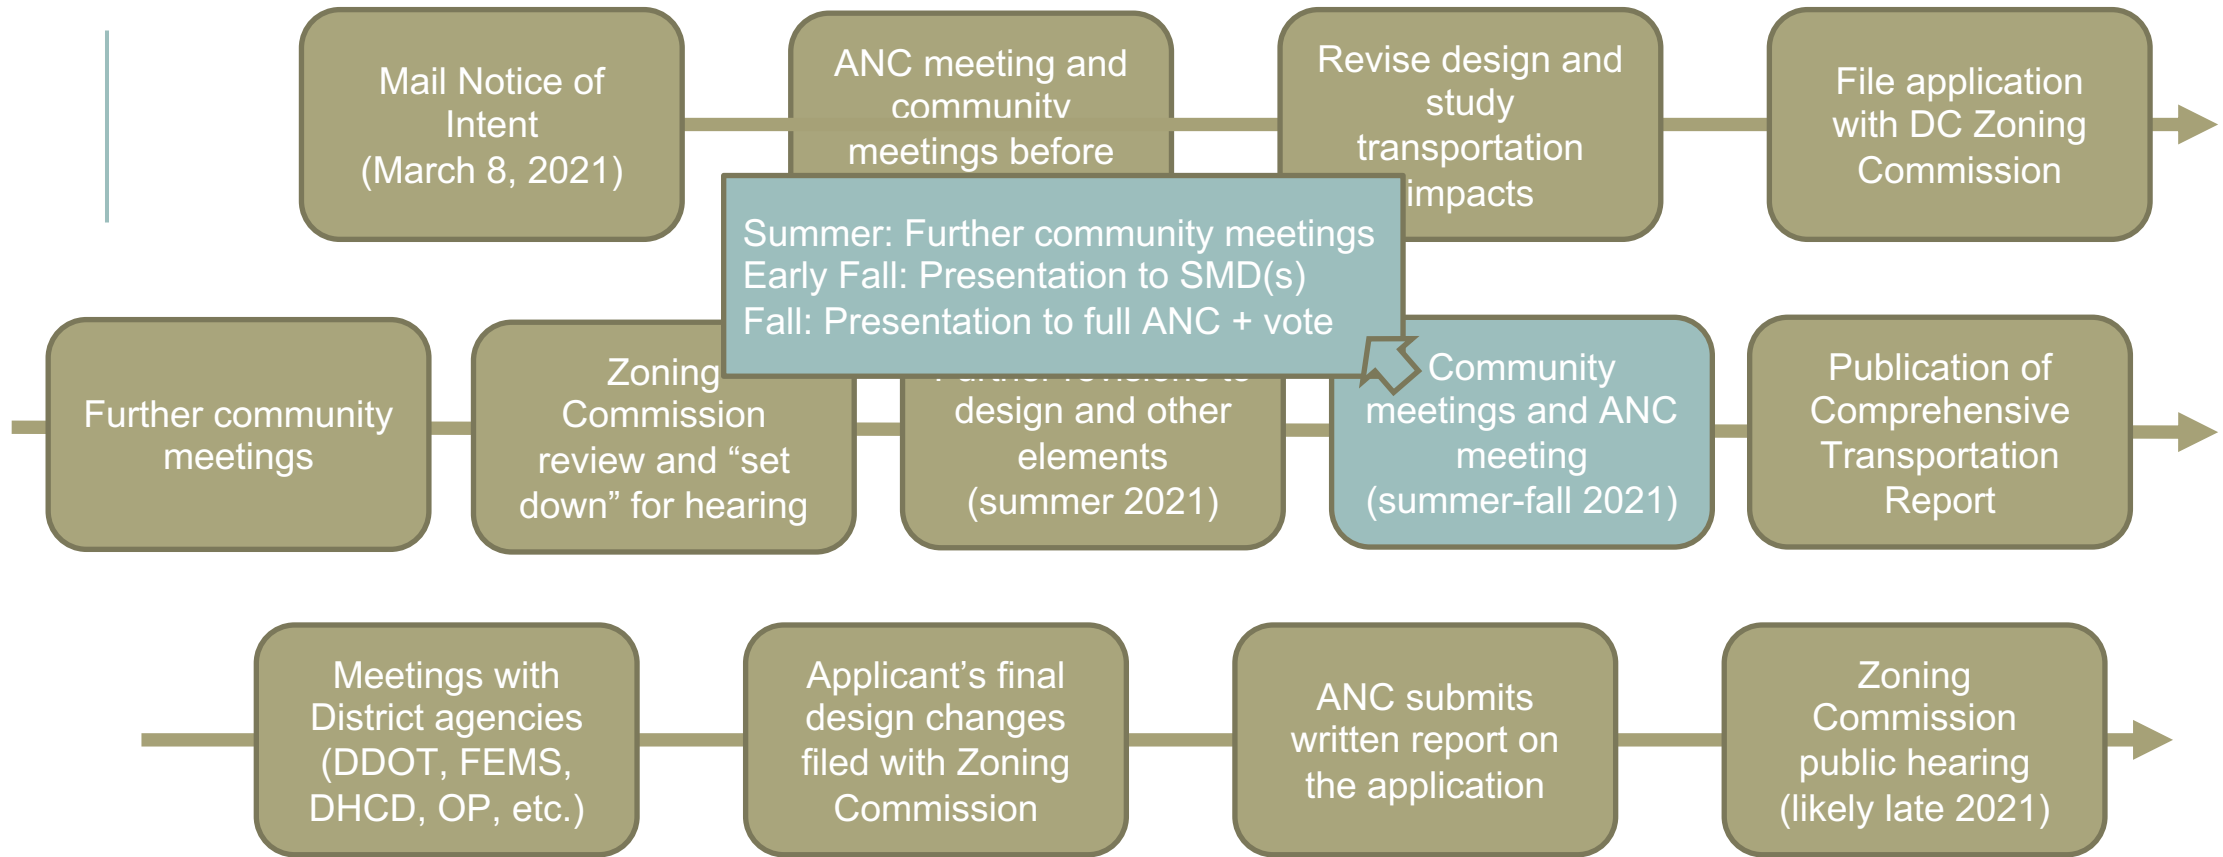 Mail Notice of
Intent
(March 8, 2021)
ANC meeting and
community
meetings before
Revise design and
study
transportation
impacts
File application
with DC Zoning
Commission
Summer: Further community meetings
Early Fall: Presentation to SMD(s)
Fall: Presentation to full ANC + vote
Further community
meetings
Zoning
Commission
review and “set
down” for hearing
Further revisions to
design and other
elements
(summer 2021)
Community
meetings and ANC
meeting
(summer-fall 2021)
Publication of
Comprehensive
Transportation
Report
Meetings with
District agencies
(DDOT, FEMS,
DHCD, OP, etc.)
Applicant’s final
design changes
filed with Zoning
Commission
ANC submits
written report on
the application
Zoning
Commission
public hearing
(likely late 2021)